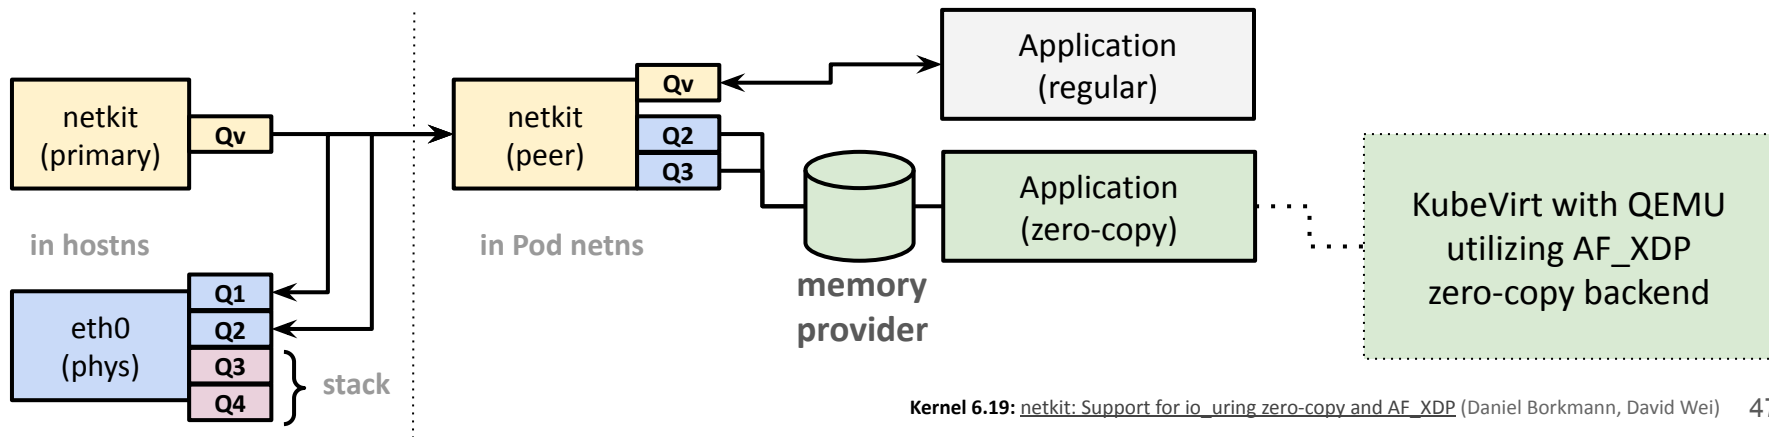 netkit
(primary)
Qv
in hostns
eth0
(phys)
Q1
Q2
Q3
Q4
stack
netkit
(peer)
Qv
Q2
Q3
in Pod netns
memory
provider
Application
(regular)
Application
(zero-copy)
KubeVirt with QEMU
utilizing AF_XDP
zero-copy backend
Kernel 6.19: netkit: Support for io_uring zero-copy and AF_XDP (Daniel Borkmann, David Wei) 47